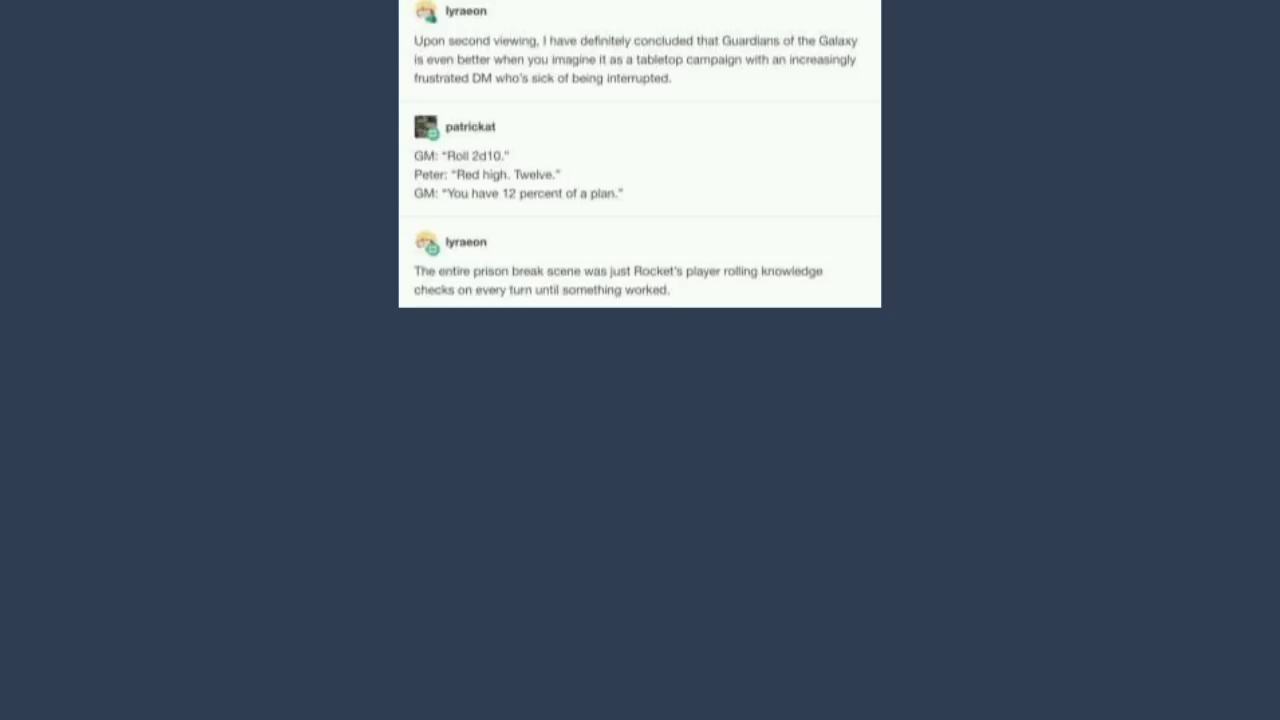 lyraeon
Upon second viewing, I have definitely concluded that Guardians of the Galaxy
is even better when you imagine it as a tabletop campaign with an increasingly
frustrated DM who's sick of being interrupted.
patrickat
GM: "Roll 2d10."
Peter: "Red high. Twelve."
GM: "You have 12 percent of a plan."
lyraeon
The entire prison break scene was just Rocket's player rolling knowledge
checks on every turn until something worked.